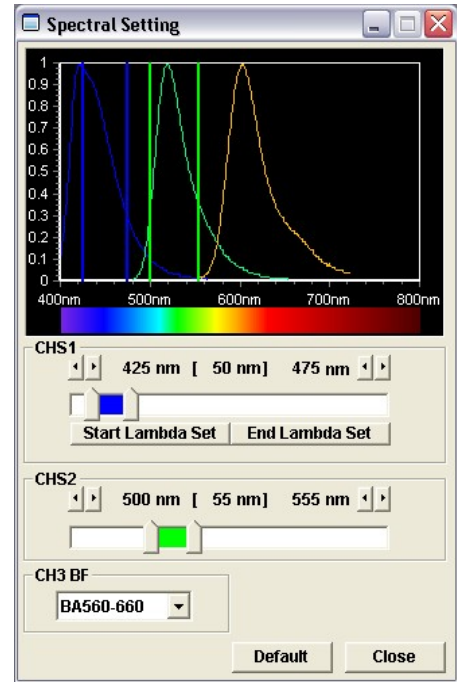 Spectral Setting
1
0.9
0.8
0.7
0.6
0.5
0.4
0.3
0.2
0.1
0
400nm 500nm 600nm 700nm 800nm
CHS1
425 nm [ 50 nm] 475 nm
Start Lambda Set End Lambda Set
CHS2
500 nm [ 55 nm] 555 nm
CH3 BF
BA560-660
Default Close